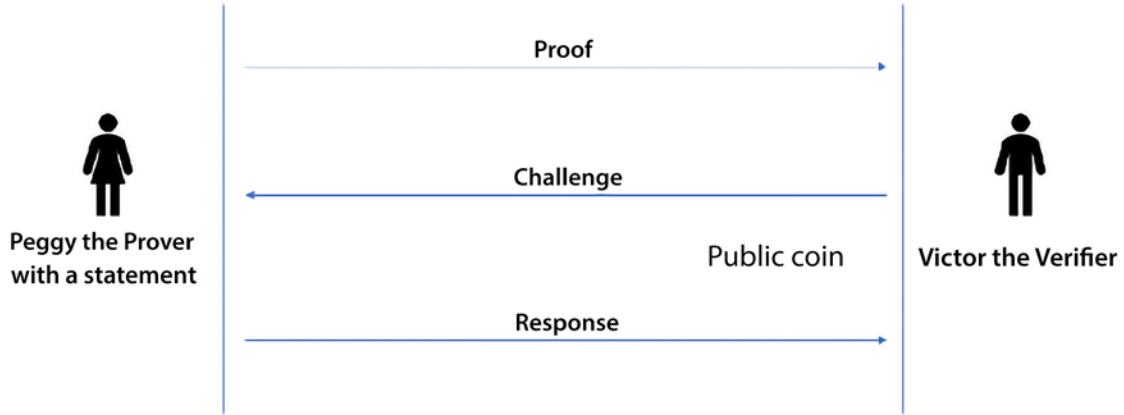 Proof
Challenge
Peggy the Prover
with a statement
Public coin
Victor the Verifier
Response